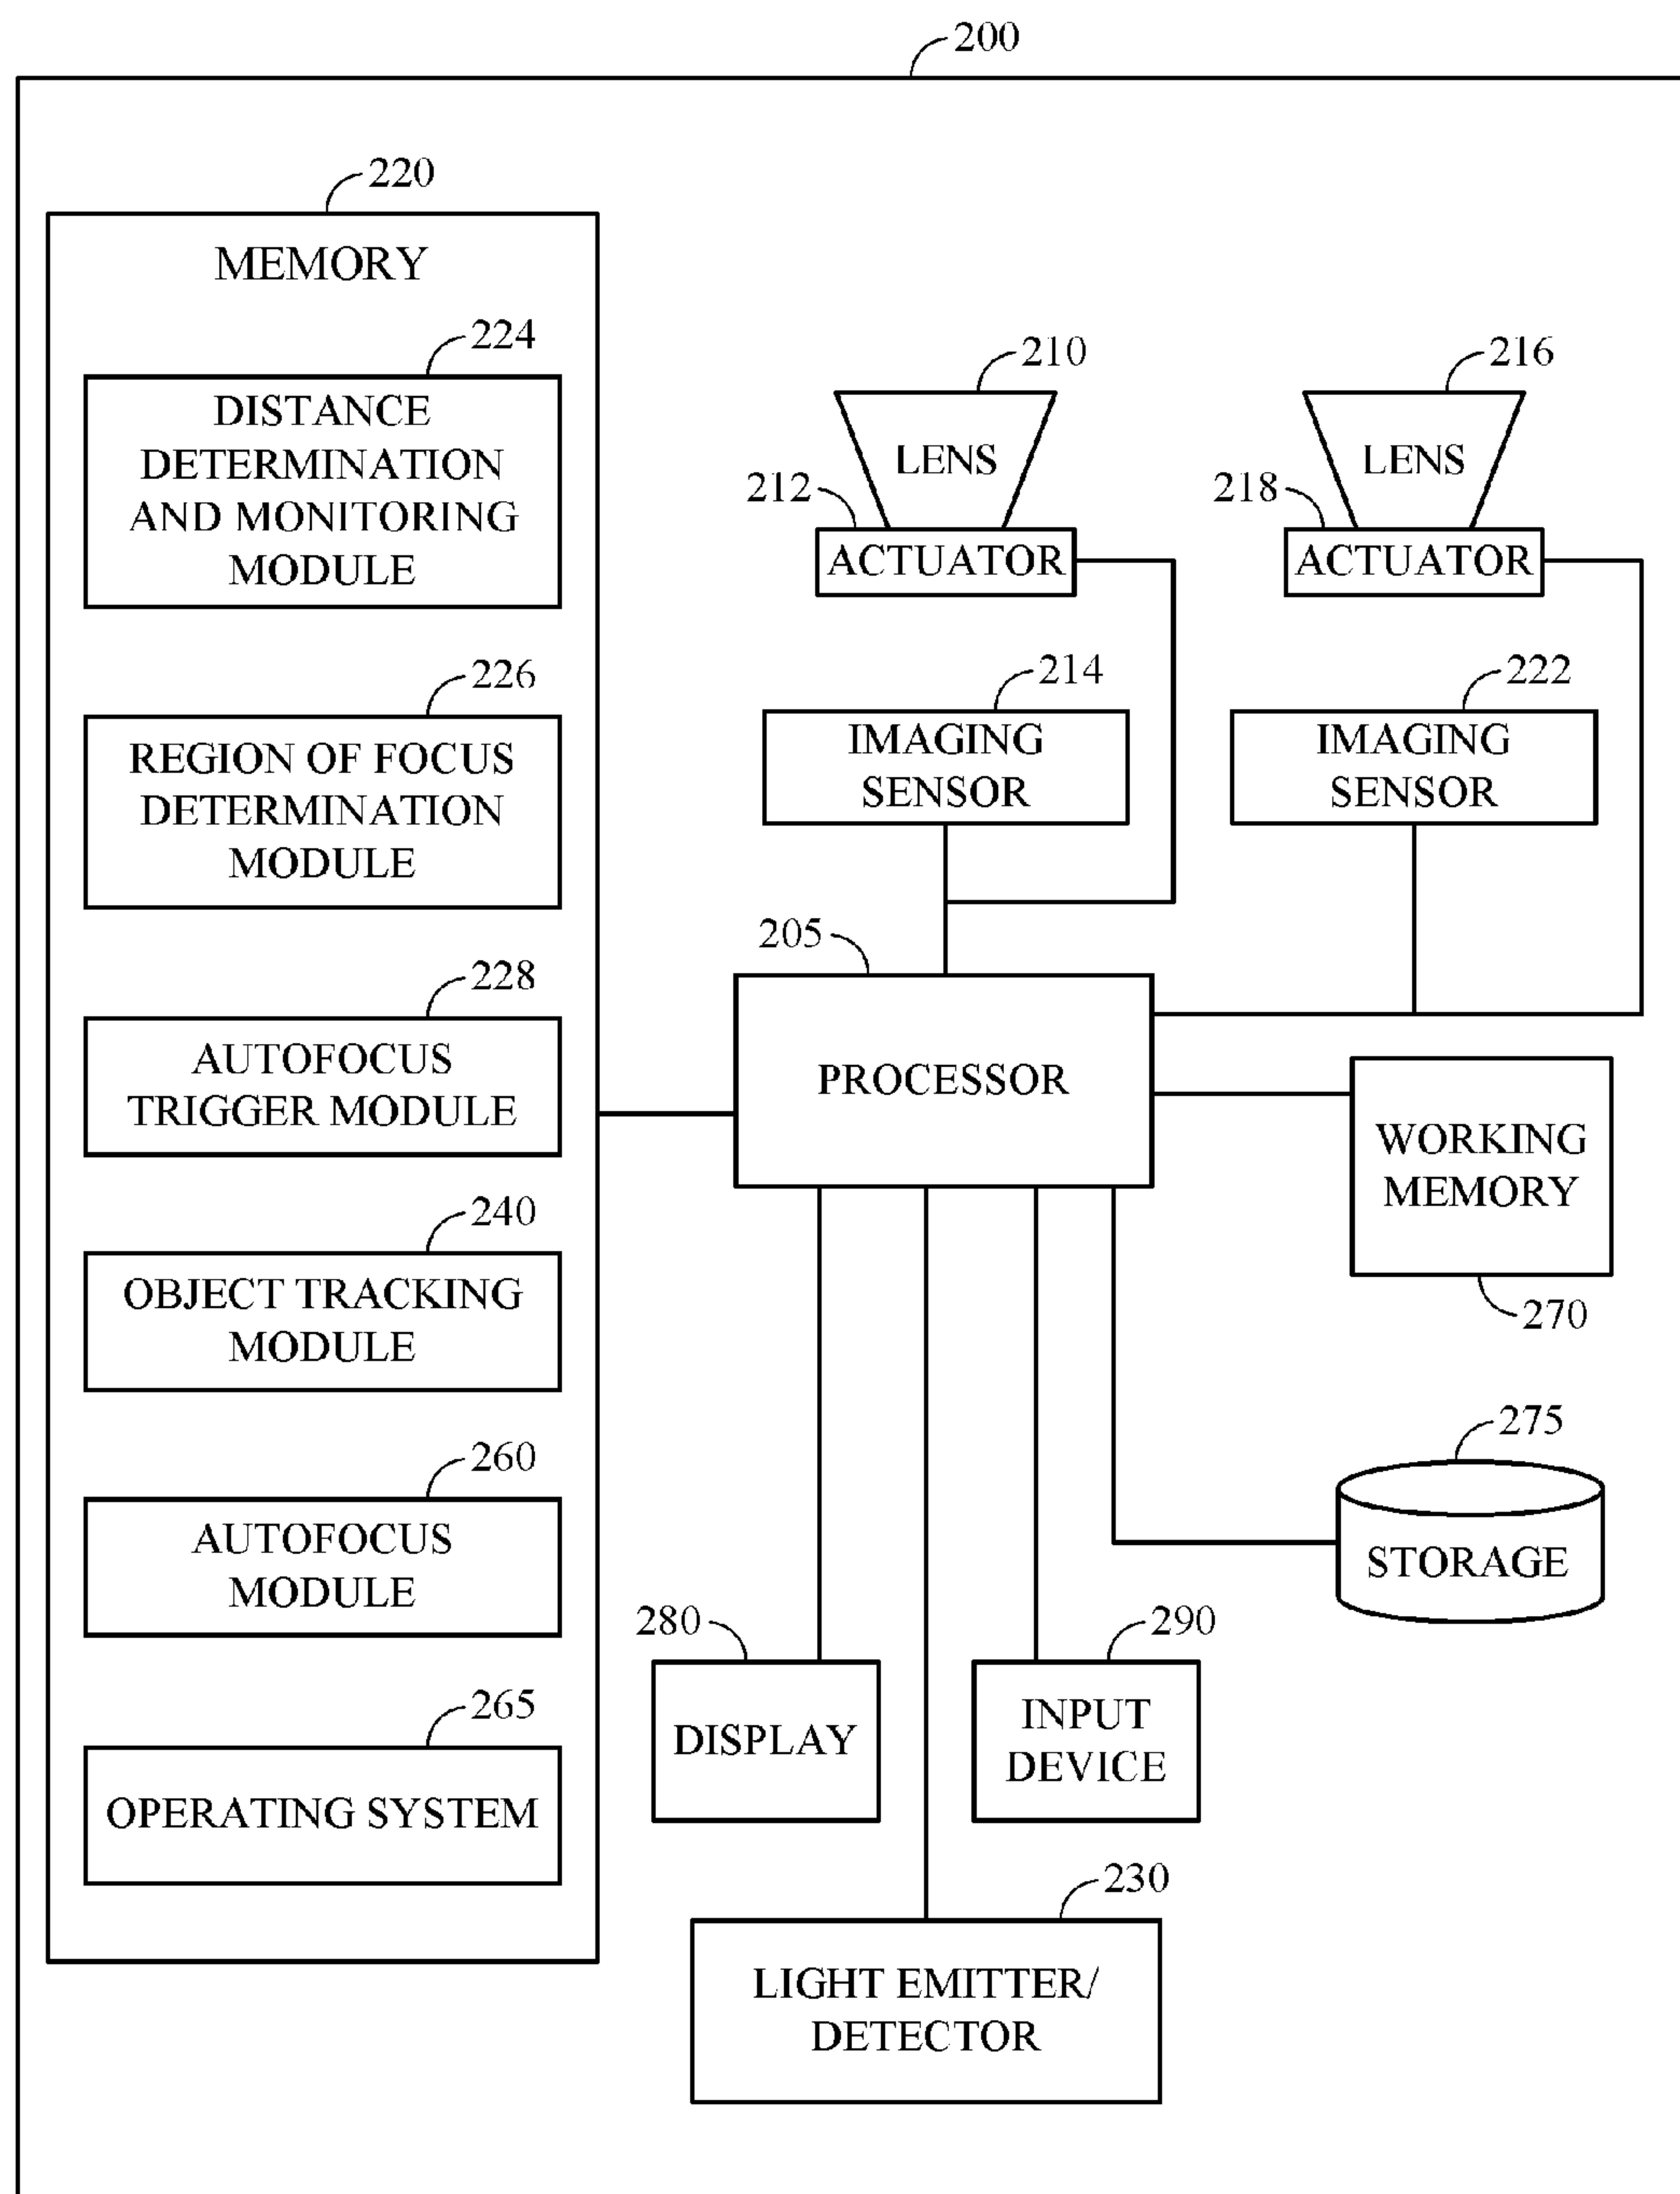 200
220
MEMORY
224
DISTANCE
DETERMINATION
AND MONITORING
MODULE
226
REGION OF FOCUS
DETERMINATION
MODULE
228
AUTOFOCUS
TRIGGER MODULE
240
OBJECT TRACKING
MODULE
260
AUTOFOCUS
MODULE
265
OPERATING SYSTEM
210
LENS
212
ACTUATOR
214
IMAGING
SENSOR
216
LENS
218
ACTUATOR
222
IMAGING
SENSOR
205
PROCESSOR
WORKING
MEMORY
270
275
STORAGE
280
DISPLAY
290
INPUT
DEVICE
230
LIGHT EMITTER/
DETECTOR